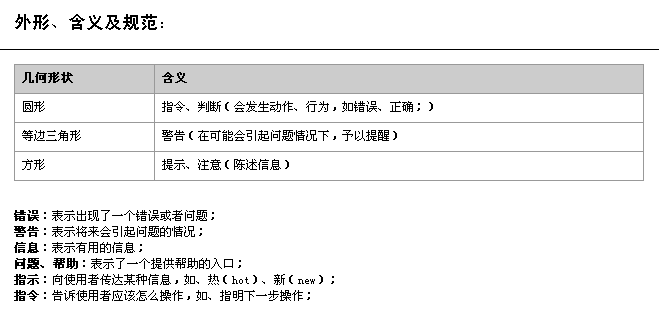 外形、含义及规范：
几何形状 含义
圆形 指令、判断（会发生动作、行为，如错误、正确；）
等边三角形 警告（在可能会引起问题情况下，予以提醒）
方形 提示、注意（陈述信息）
错误：表示出现了一个错误或者问题；
警告：表示将来会引起问题的情况；
信息：表示有用的信息；
问题、帮助：表示了一个提供帮助的入口；
指示：向使用者传达某种信息，如、热（hot）、新（new）；
指令：告诉使用者应该怎么操作，如、指明下一步操作；